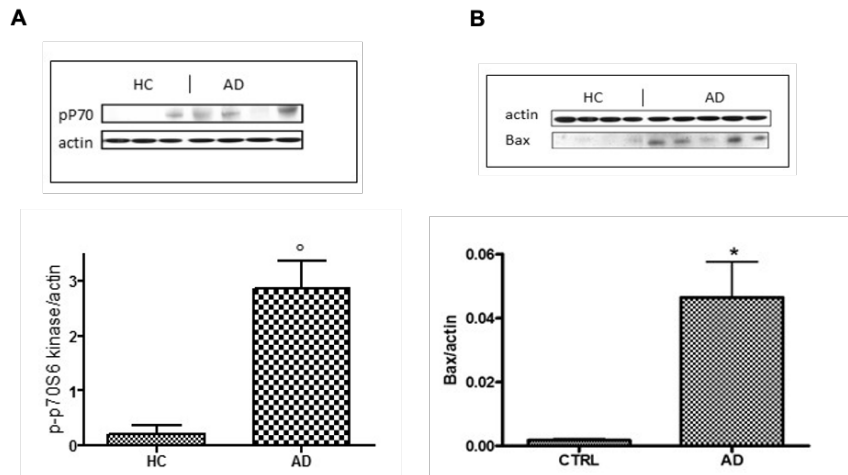 A
HC | AD
pP70
actin
p-p70S6 kinase/actin
3
2
1
0
°
HC AD
B
HC | AD
actin
Bax
Bax/actin
0.06
0.04
0.02
0.00
*
CTRL AD